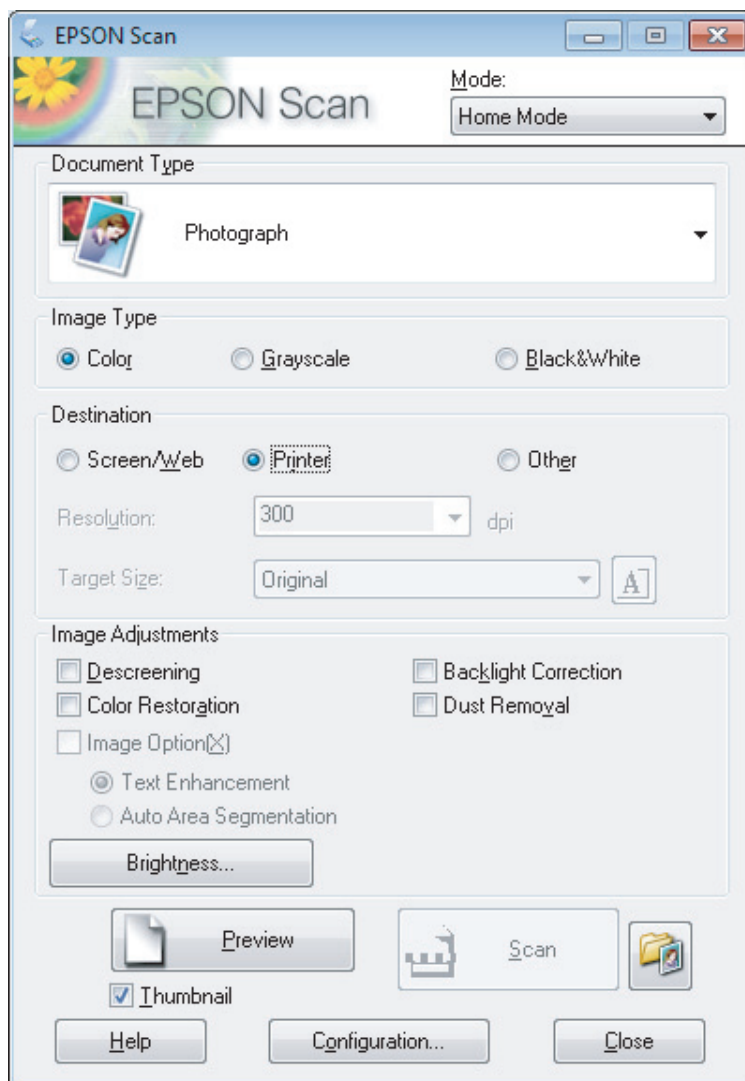 EPSON Scan
EPSON Scan
Mode:
Home Mode
Document Type
Photograph
Image Type
Color Grayscale Black&White
Destination
Screen/Web Printer Other
Resolution: 300 dpi
Target Size: Original A
Image Adjustments
Descreening Backlight Correction
Color Restoration Dust Removal
Image Option(X)
Text Enhancement
Auto Area Segmentation
Brightness...
Preview Scan
Thumbnail
Help Configuration... Close